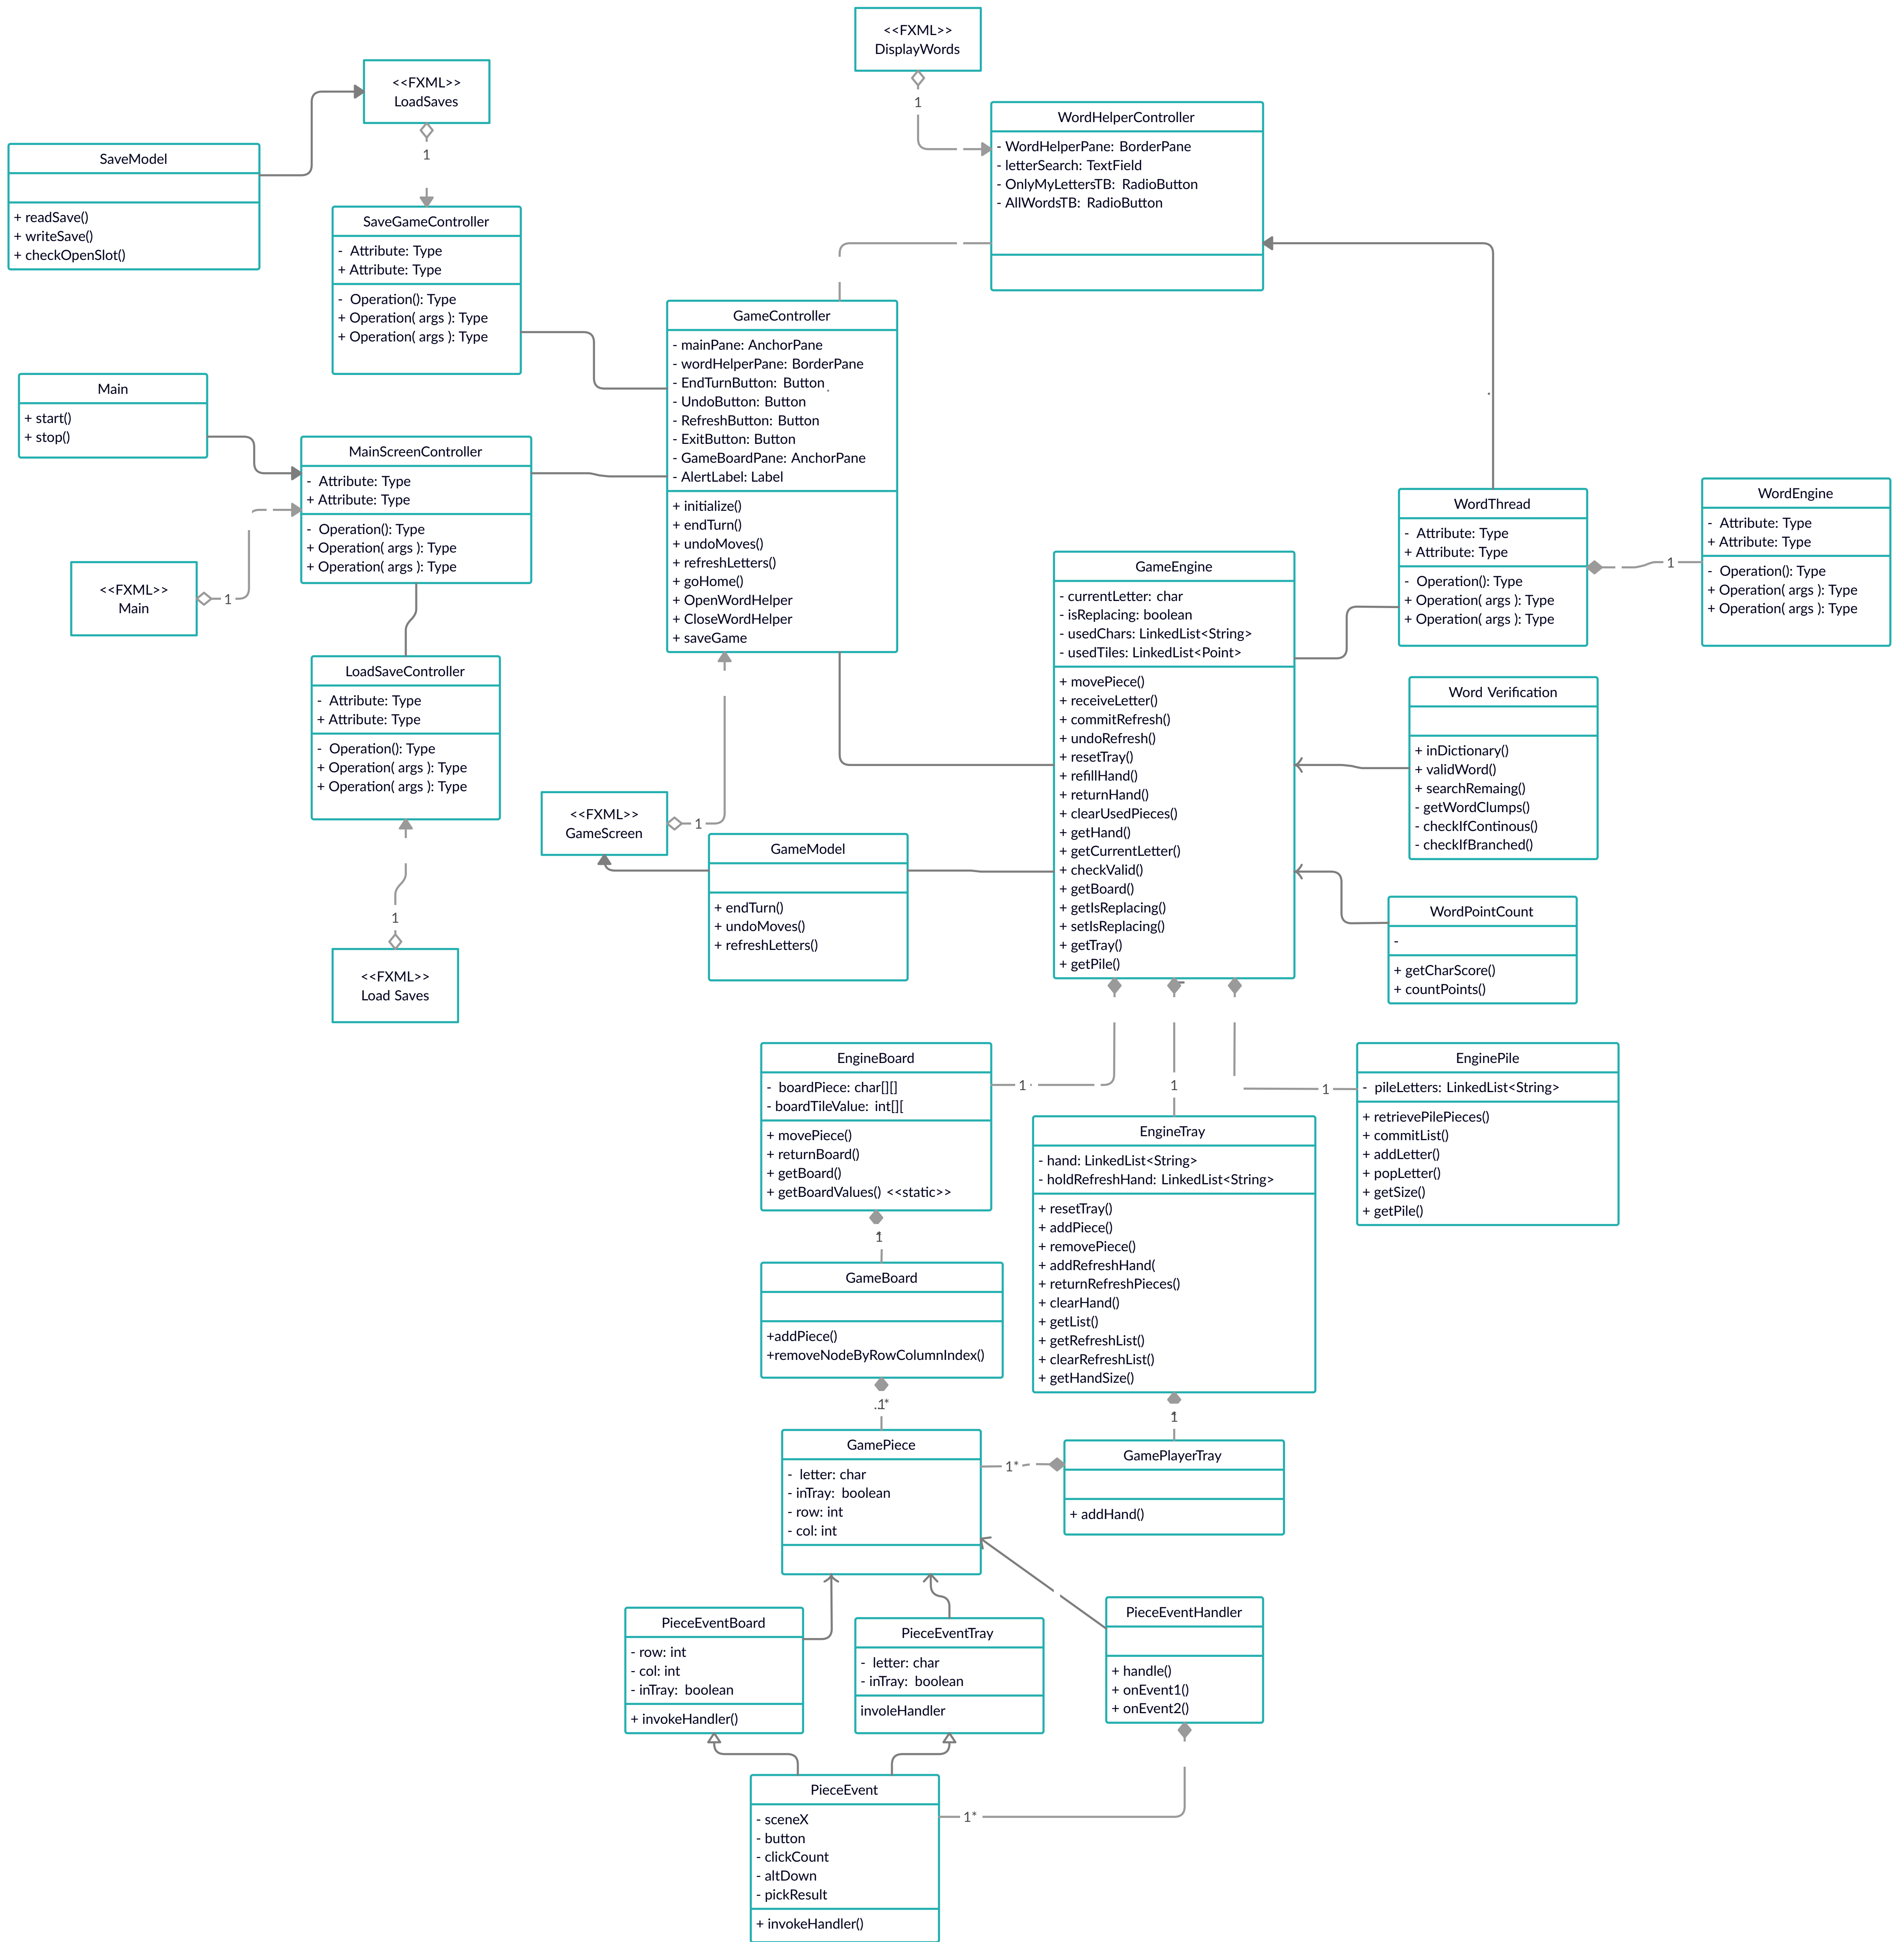 <<FXML>>
DisplayWords
1
<<FXML>>
LoadSaves
1
WordHelperController
- WordHelperPane: BorderPane
- letterSearch: TextField
- OnlyMyLettersTB: RadioButton
- AllWordsTB: RadioButton
SaveModel
+ readSave()
+ writeSave()
+ checkOpenSlot()
SaveGameController
- Attribute: Type
+ Attribute: Type
- Operation(): Type
+ Operation( args ): Type
+ Operation( args ): Type
GameController
- mainPane: AnchorPane
- wordHelperPane: BorderPane
- EndTurnButton: Button
- UndoButton: Button
- RefreshButton: Button
- ExitButton: Button
- GameBoardPane: AnchorPane
- AlertLabel: Label
+ initialize()
+ endTurn()
+ undoMoves()
+ refreshLetters()
+ goHome()
+ OpenWordHelper
+ CloseWordHelper
+ saveGame
Main
+ start()
+ stop()
MainScreenController
- Attribute: Type
+ Attribute: Type
- Operation(): Type
+ Operation( args ): Type
+ Operation( args ): Type
<<FXML>>
Main
1
LoadSaveController
- Attribute: Type
+ Attribute: Type
- Operation(): Type
+ Operation( args ): Type
+ Operation( args ): Type
1
<<FXML>>
Load Saves
<<FXML>>
GameScreen
1
GameModel
+ endTurn()
+ undoMoves()
+ refreshLetters()
GameEngine
- currentLetter: char
- isReplacing: boolean
- usedChars: LinkedList<String>
- usedTiles: LinkedList<Point>
+ movePiece()
+ receiveLetter()
+ commitRefresh()
+ undoRefresh()
+ resetTray()
+ refillHand()
+ returnHand()
+ clearUsedPieces()
+ getHand()
+ getCurrentLetter()
+ checkValid()
+ getBoard()
+ getIsReplacing()
+ setIsReplacing()
+ getTray()
+ getPile()
WordThread
- Attribute: Type
+ Attribute: Type
- Operation(): Type
+ Operation( args ): Type
+ Operation( args ): Type
1
WordEngine
- Attribute: Type
+ Attribute: Type
- Operation(): Type
+ Operation( args ): Type
+ Operation( args ): Type
Word Verification
+ inDictionary()
+ validWord()
+ searchRemaing()
- getWordClumps()
- checkIfContinous()
- checkIfBranched()
WordPointCount
-
+ getCharScore()
+ countPoints()
EngineBoard
- boardPiece: char[][]
- boardTileValue: int[][
+ movePiece()
+ returnBoard()
+ getBoard()
+ getBoardValues() <<static>>
1
1
1
EnginePile
- pileLetters: LinkedList<String>
+ retrievePilePieces()
+ commitList()
+ addLetter()
+ popLetter()
+ getSize()
+ getPile()
EngineTray
- hand: LinkedList<String>
- holdRefreshHand: LinkedList<String>
+ resetTray()
+ addPiece()
+ removePiece()
+ addRefreshHand(
+ returnRefreshPieces()
+ clearHand()
+ getList()
+ getRefreshList()
+ clearRefreshList()
+ getHandSize()
1
GameBoard
+addPiece()
+removeNodeByRowColumnIndex()
1
GamePiece
- letter: char
- inTray: boolean
- row: int
- col: int
1*
GamePlayerTray
+ addHand()
PieceEventBoard
- row: int
- col: int
- inTray: boolean
+ invokeHandler()
PieceEventTray
- letter: char
- inTray: boolean
involeHandler
PieceEventHandler
+ handle()
+ onEvent1()
+ onEvent2()
PieceEvent
- sceneX
- button
- clickCount
- altDown
- pickResult
+ invokeHandler()
1*